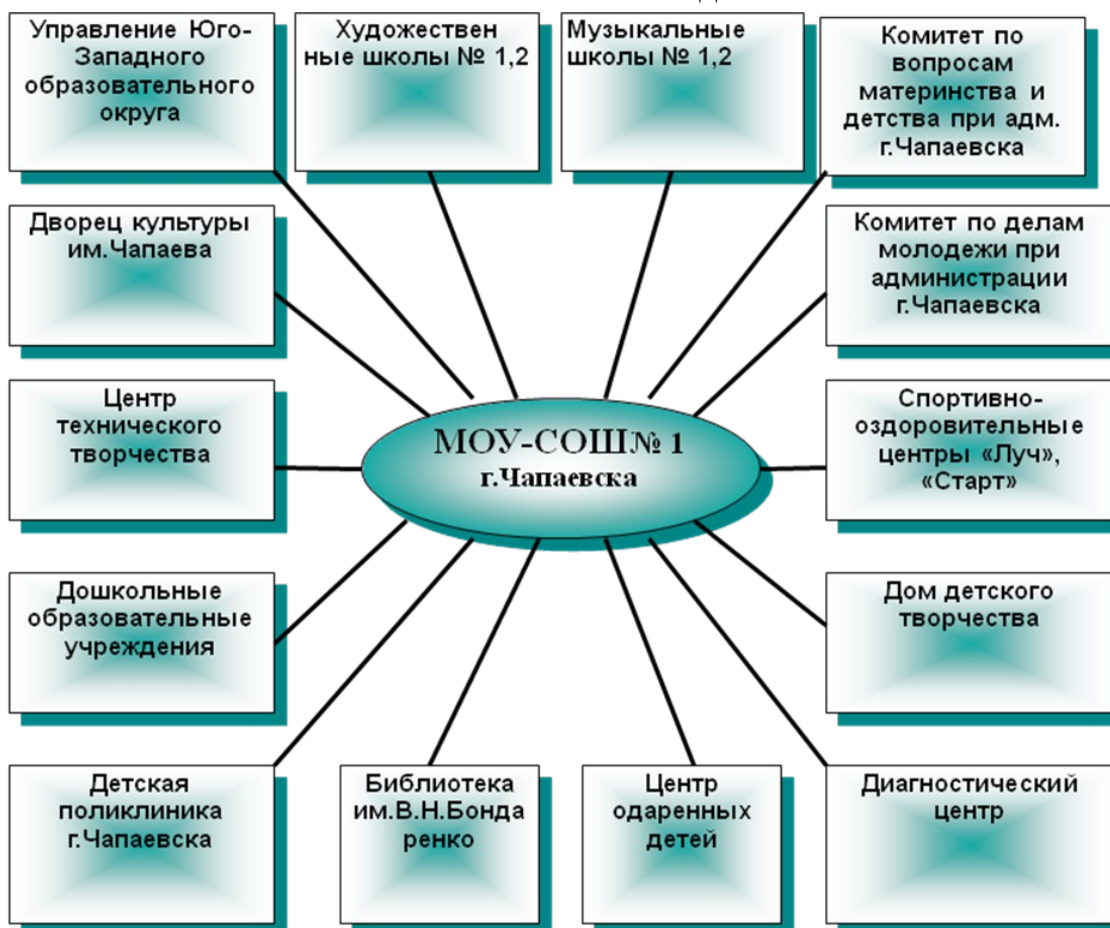 Управление Юго-
Западного
образовательного
округа
Художествен
ные школы № 1,2
Музыкальные
школы № 1,2
Комитет по
вопросам
материнства и
детства при адм.
г.Чапаевска
Дворец культуры
им.Чапаева
Комитет по делам
молодежи при
администрации
г.Чапаевска
Центр
технического
творчества
МОУ-СОШ№ 1
г.Чапаевска
Спортивно-
оздоровительные
центры «Луч»,
«Старт»
Дошкольные
образовательные
учреждения
Дом детского
творчества
Детская
поликлиника
г.Чапаевска
Библиотека
им.В.Н.Бонда
ренко
Центр
одаренных
детей
Диагностический
центр